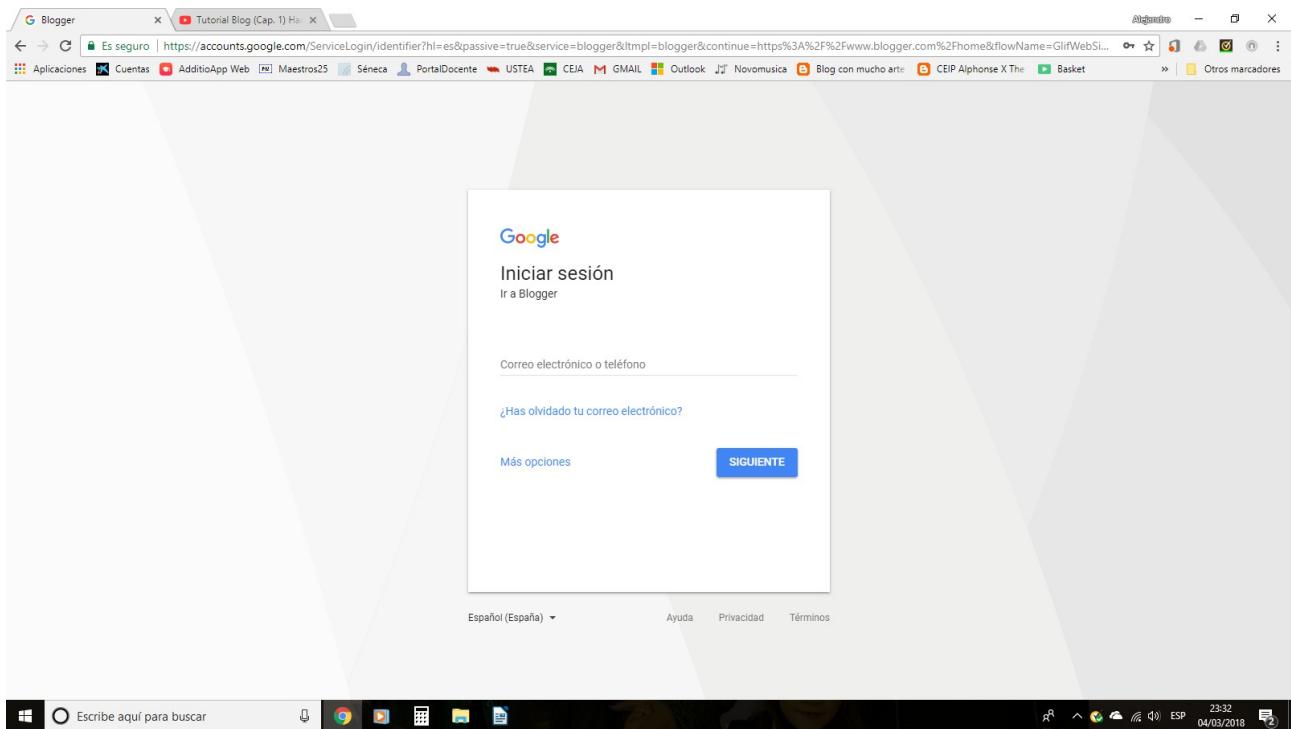 Blogger
Tutorial Blog (Cap. 1) Ha
Alejandro
Es seguro
https://accounts.google.com/ServiceLogin/identifier?hl=es&passive=true&service=blogger&ltmpl=blogger&continue=https%3A%2F%2Fwww.blogger.com%2Fhome&flowName=GlifWebSi...
Aplicaciones Cuentas AdditioApp Web Maestros25 Séneca PortalDocente USTEA CEJA GMAIL Outlook Novomusica Blog con mucho arte CEIP Alphonse X The Basket » Otros marcadores
Google
Iniciar sesión
Ir a Blogger
Correo electrónico o teléfono
¿Has olvidado tu correo electrónico?
Más opciones SIGUIENTE
Español (España) Ayuda Privacidad Términos
Escribe aquí para buscar
ESP
23:32
04/03/2018
2